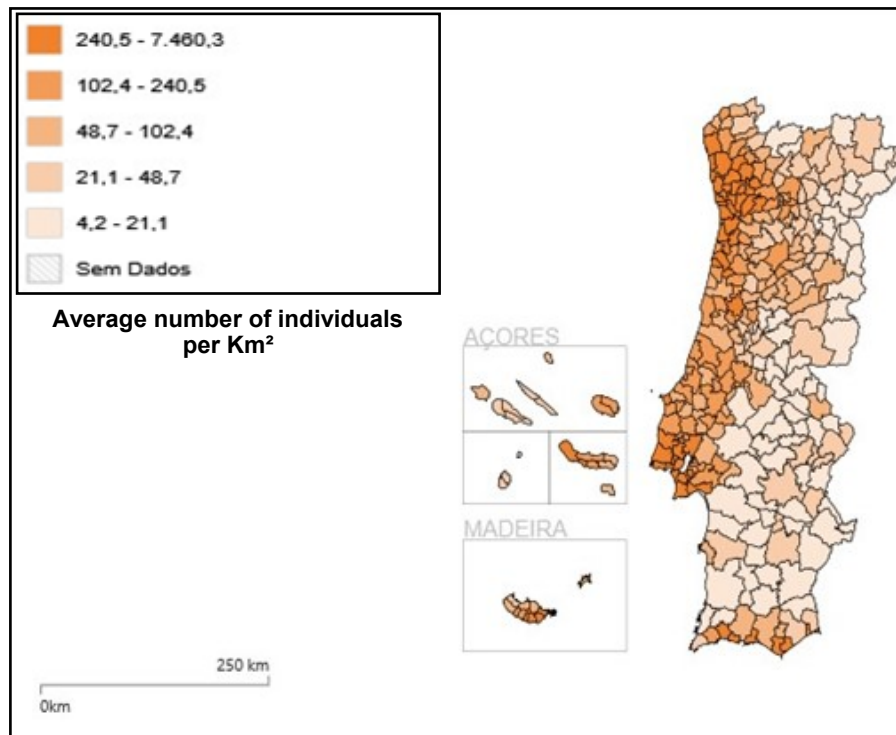 240,5 - 7.460,3
102,4 - 240,5
48,7 - 102,4
21,1 - 48,7
4,2 - 21,1
Sem Dados
Average number of individuals
per Km²
AÇORES
MADEIRA
250 km
0km